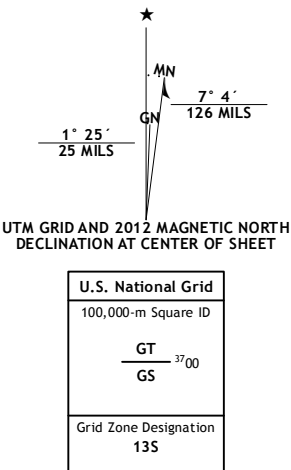 ★
MN
GN
7° 4´
126 MILS
1° 25´
25 MILS
UTM GRID AND 2012 MAGNETIC NORTH
DECLINATION AT CENTER OF SHEET
U.S. National Grid
100,000-m Square ID
GT
3700
GS
Grid Zone Designation
13S